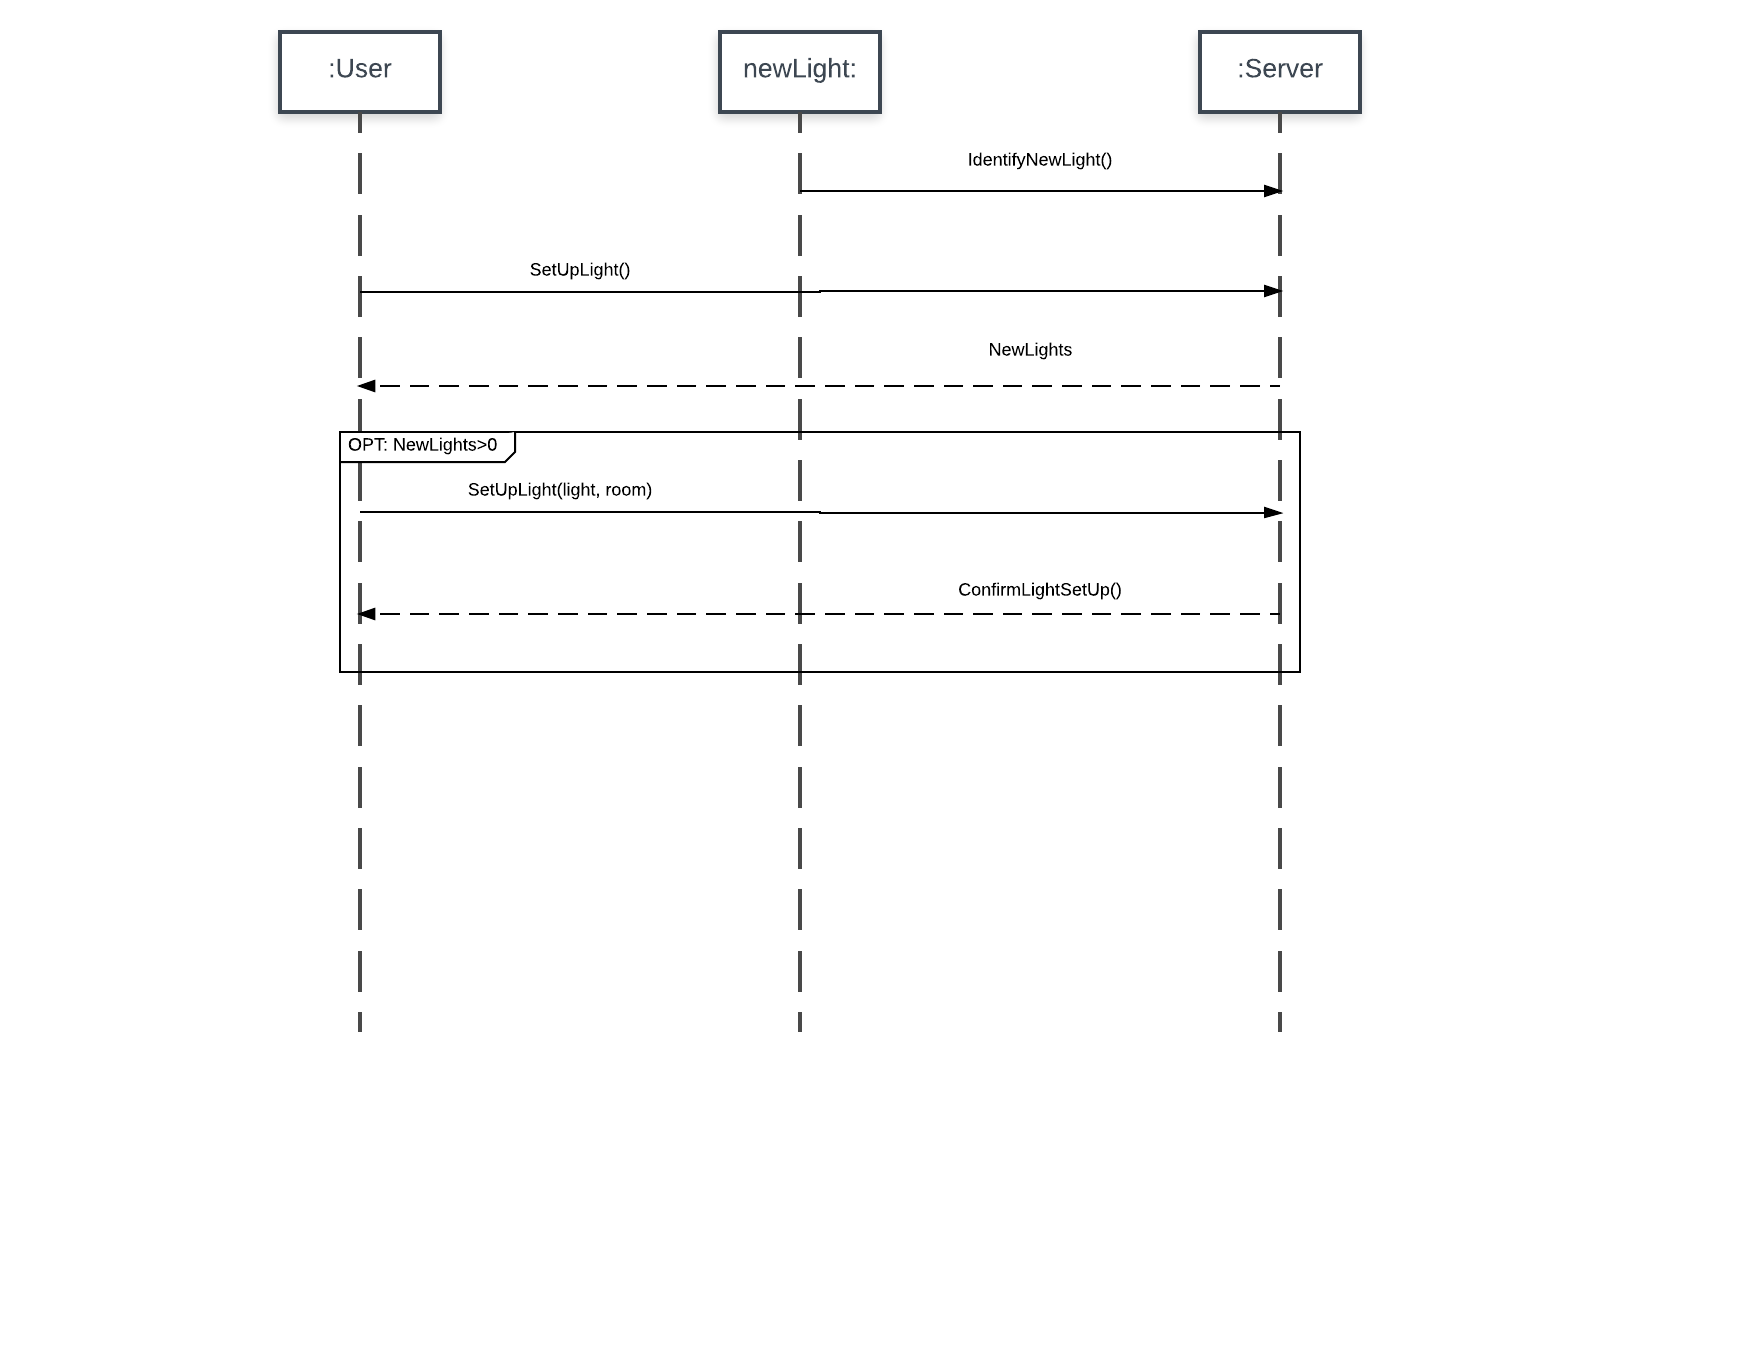 :User
newLight:
:Server
IdentifyNewLight()
SetUpLight()
NewLights
OPT: NewLights>0
SetUpLight(light, room)
ConfirmLightSetUp()